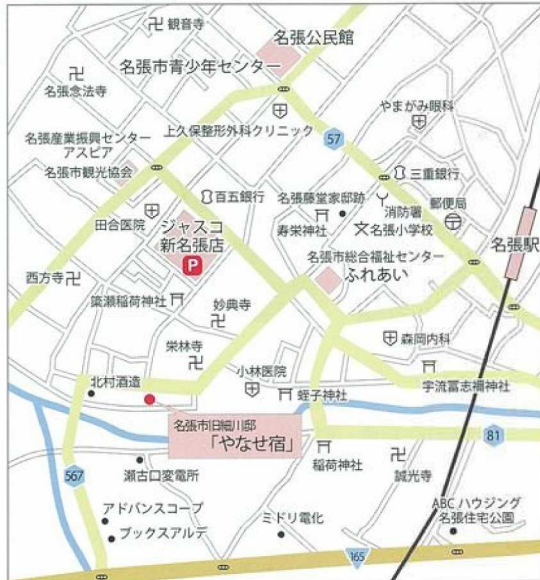 観音寺
名張公民館
名張市青少年センター
名張念法寺
やまがみ眼科
上久保整形外科クリニック
57
名張産業振興センター
アスピア
名張市観光協会
三重銀行
百五銀行
名張藤堂家邸跡
消防署
郵便局
田合医院
寿栄神社
名張小学校
ジャスコ
新名張店
P
名張駅
名張市総合福祉センター
ふれあい
西方寺
簗瀬稲荷神社
妙典寺
森岡内科
栄林寺
小林医院
宇流冨志禰神社
北村酒造
蛭子神社
名張市旧細川邸
「やなせ宿」
81
稲荷神社
誠光寺
567
瀬古口変電所
アドバンスコープ
ブックスアルデ
ミドリ電化
ABCハウジング
名張住宅公園
165